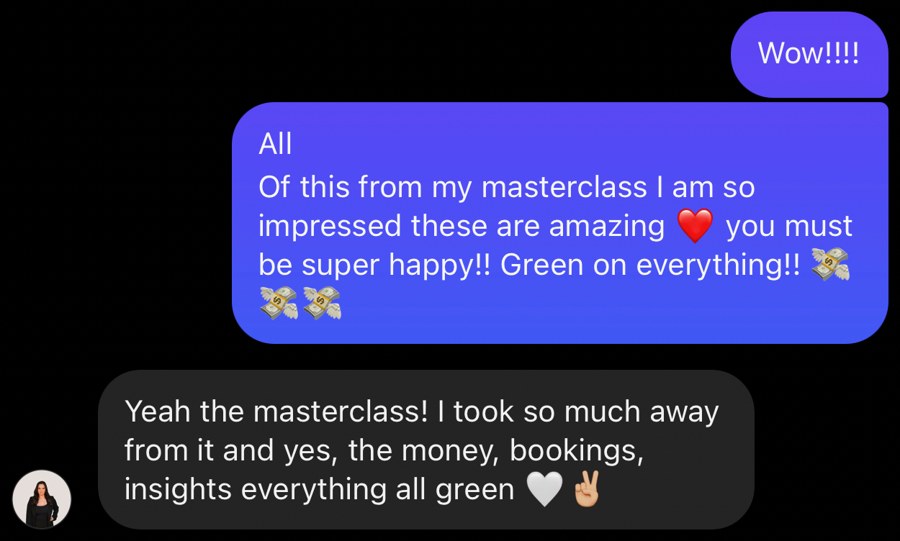 Wow!!!!
All
Of this from my masterclass I am so
impressed these are amazing ❤️ you must
be super happy!! Green on everything!! 💸
💸💸
Yeah the masterclass! I took so much away
from it and yes, the money, bookings,
insights everything all green 🤍✌🏼